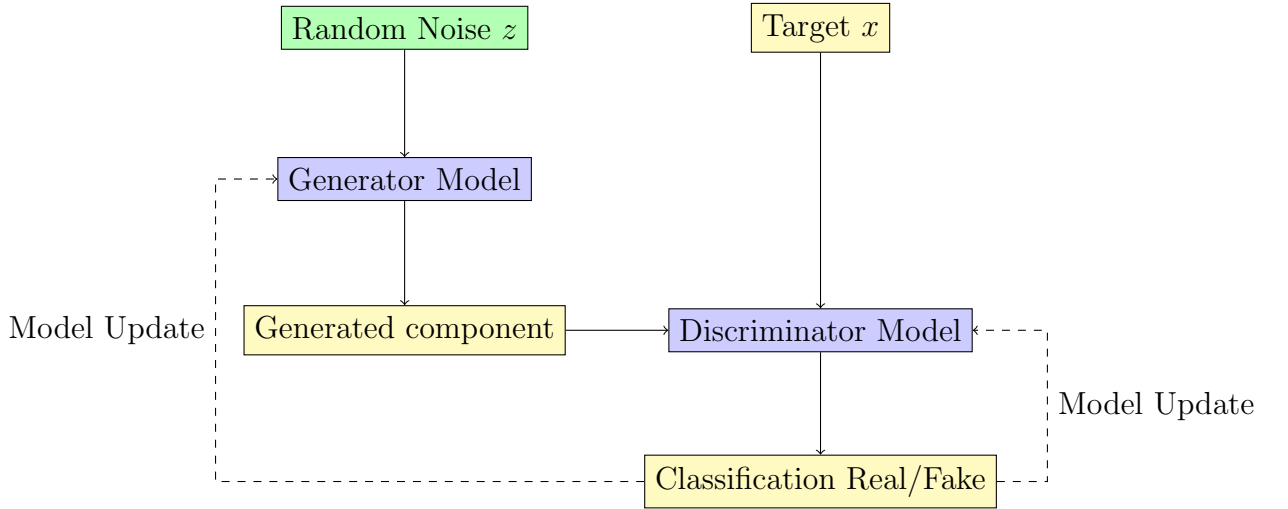 Random Noise z
Target x
Generator Model
Model Update
Generated component
Discriminator Model
Model Update
Classification Real/Fake